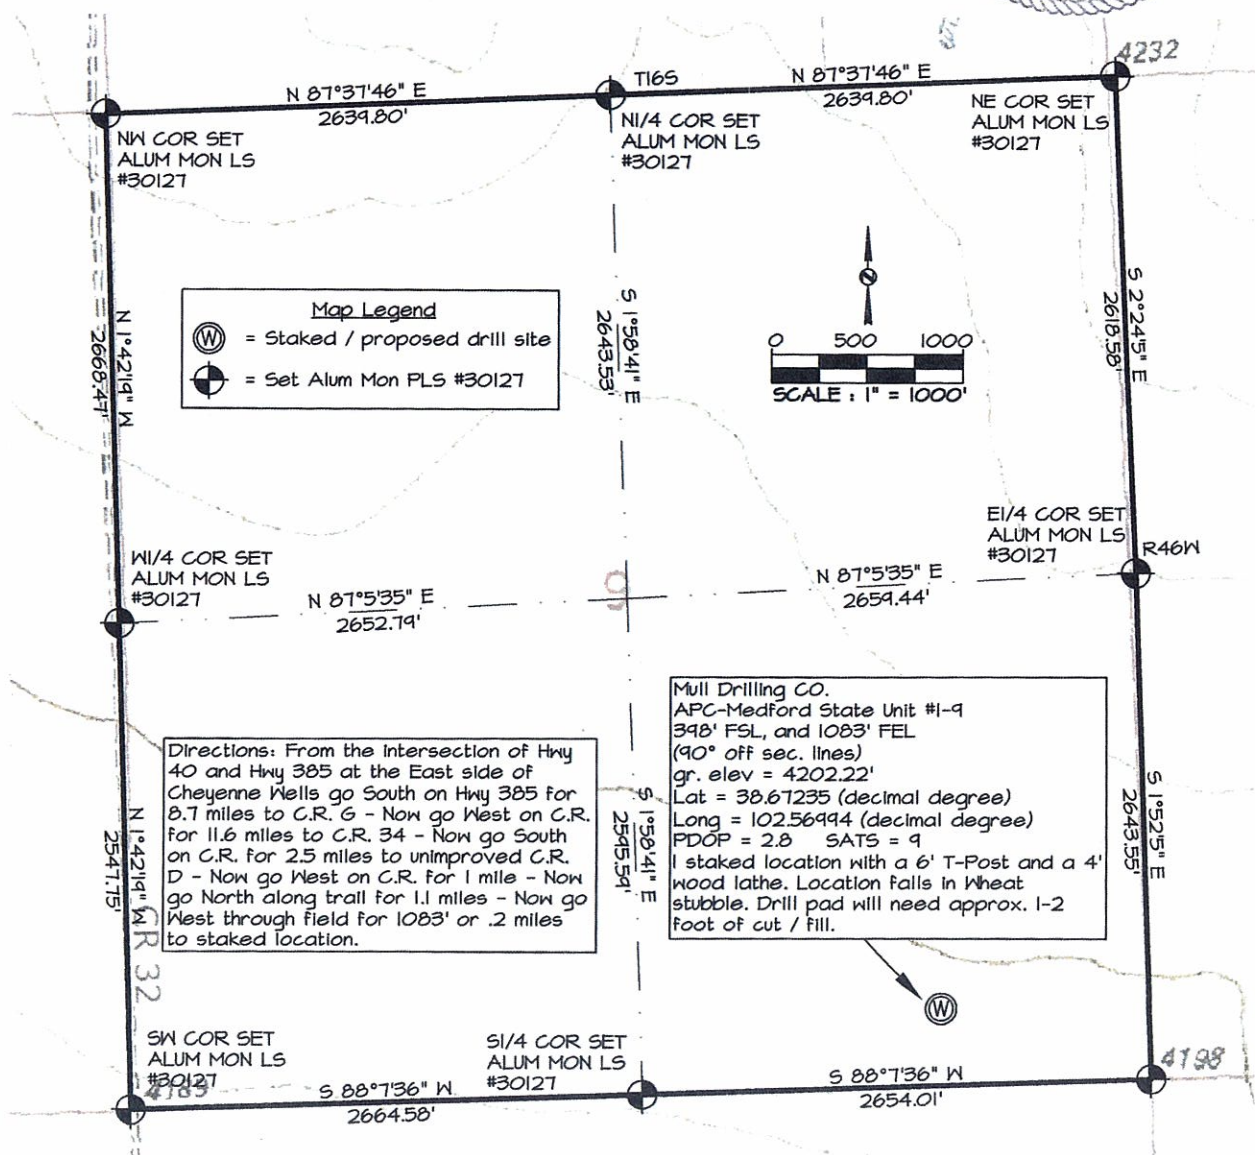 4232
N 87°37'46" E
2639.80'
T16S
N 87°37'46" E
2639.80'
NW COR SET
ALUM MON LS
#30127
N1/4 COR SET
ALUM MON LS
#30127
NE COR SET
ALUM MON LS
#30127
N 1°42'19" W
2668.47'
Map Legend
W = Staked / proposed drill site
= Set Alum Mon PLS #30127
S 1°58'41" E
2643.53'
N
0 500 1000
SCALE : 1" = 1000'
S 2°24'5" E
2618.58'
W1/4 COR SET
ALUM MON LS
#30127
E1/4 COR SET
ALUM MON LS
#30127
R46W
N 87°5'35" E
2652.79'
9
N 87°5'35" E
2659.44'
Directions: From the intersection of Hwy
40 and Hwy 385 at the East side of
Cheyenne Wells go South on Hwy 385 for
8.7 miles to C.R. G - Now go West on C.R.
for 11.6 miles to C.R. 34 - Now go South
on C.R. for 2.5 miles to unimproved C.R.
D - Now go West on C.R. for 1 mile - Now
go North along trail for 1.1 miles - Now go
West through field for 1083' or .2 miles
to staked location.
Mull Drilling CO.
APC-Medford State Unit #1-9
398' FSL, and 1083' FEL
(90° off sec. lines)
gr. elev = 4202.22'
Lat = 38.67235 (decimal degree)
Long = 102.56994 (decimal degree)
PDOP = 2.8 SATS = 9
I staked location with a 6' T-Post and a 4'
wood lathe. Location falls in Wheat
stubble. Drill pad will need approx. 1-2
foot of cut / fill.
N 1°42'19" W
2547.75'
CR 32
S 1°58'41" E
2595.59'
S 1°52'5" E
2643.55'
W
SW COR SET
ALUM MON LS
#30127
4189
S1/4 COR SET
ALUM MON LS
#30127
S 88°7'36" W
2664.58'
S 88°7'36" W
2654.01'
4198